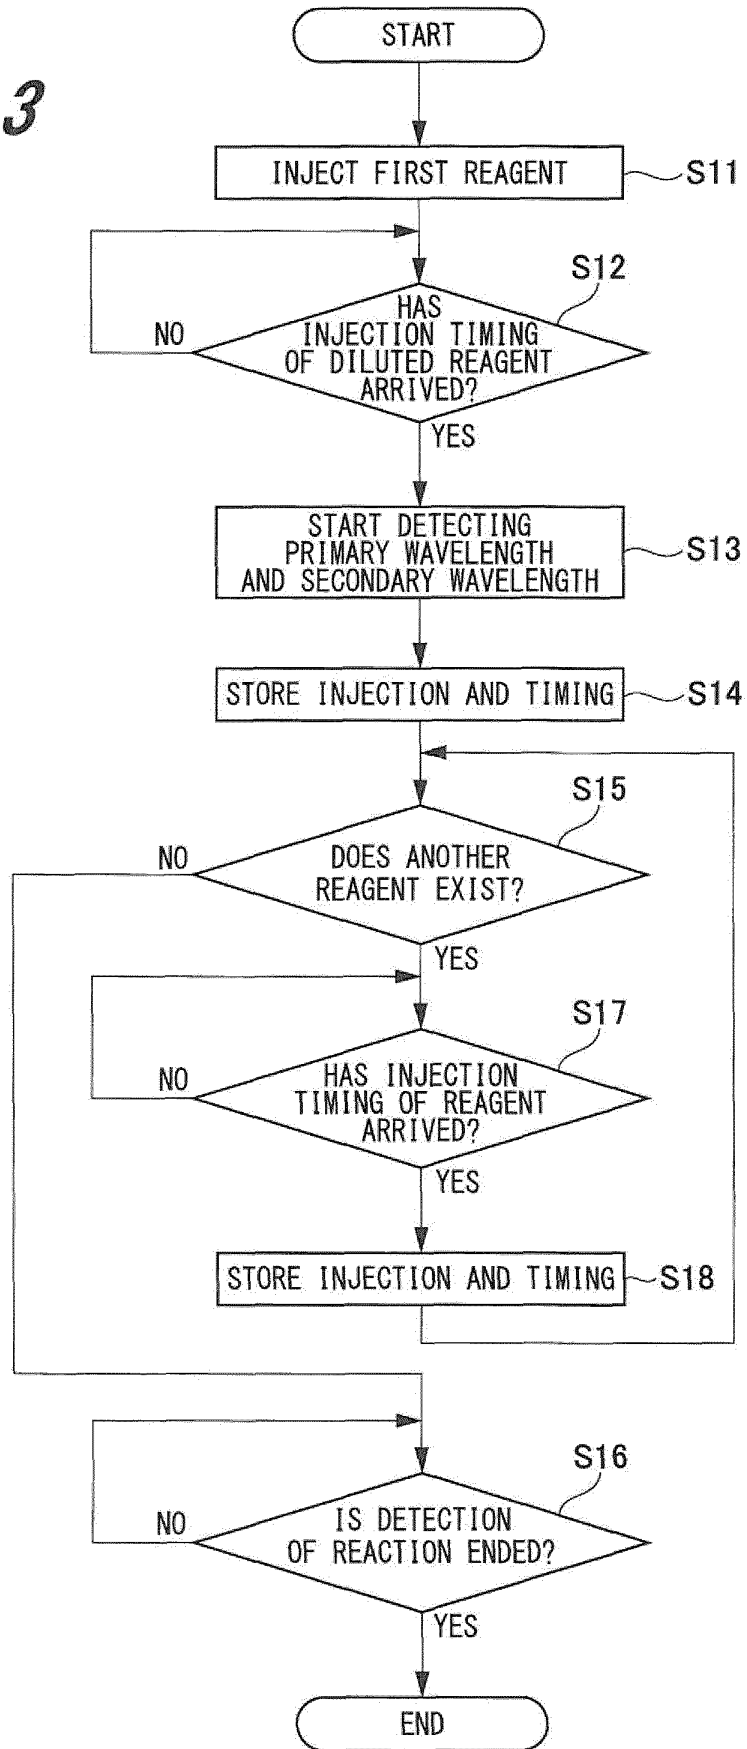 START
3
INJECT FIRST REAGENT
S11
S12
HAS
INJECTION TIMING
OF DILUTED REAGENT
ARRIVED?
NO
YES
START DETECTING
PRIMARY WAVELENGTH
AND SECONDARY WAVELENGTH
S13
STORE INJECTION AND TIMING
S14
S15
NO
DOES ANOTHER
REAGENT EXIST?
YES
S17
NO
HAS INJECTION
TIMING OF REAGENT
ARRIVED?
YES
STORE INJECTION AND TIMING
S18
S16
NO
IS DETECTION
OF REACTION ENDED?
YES
END